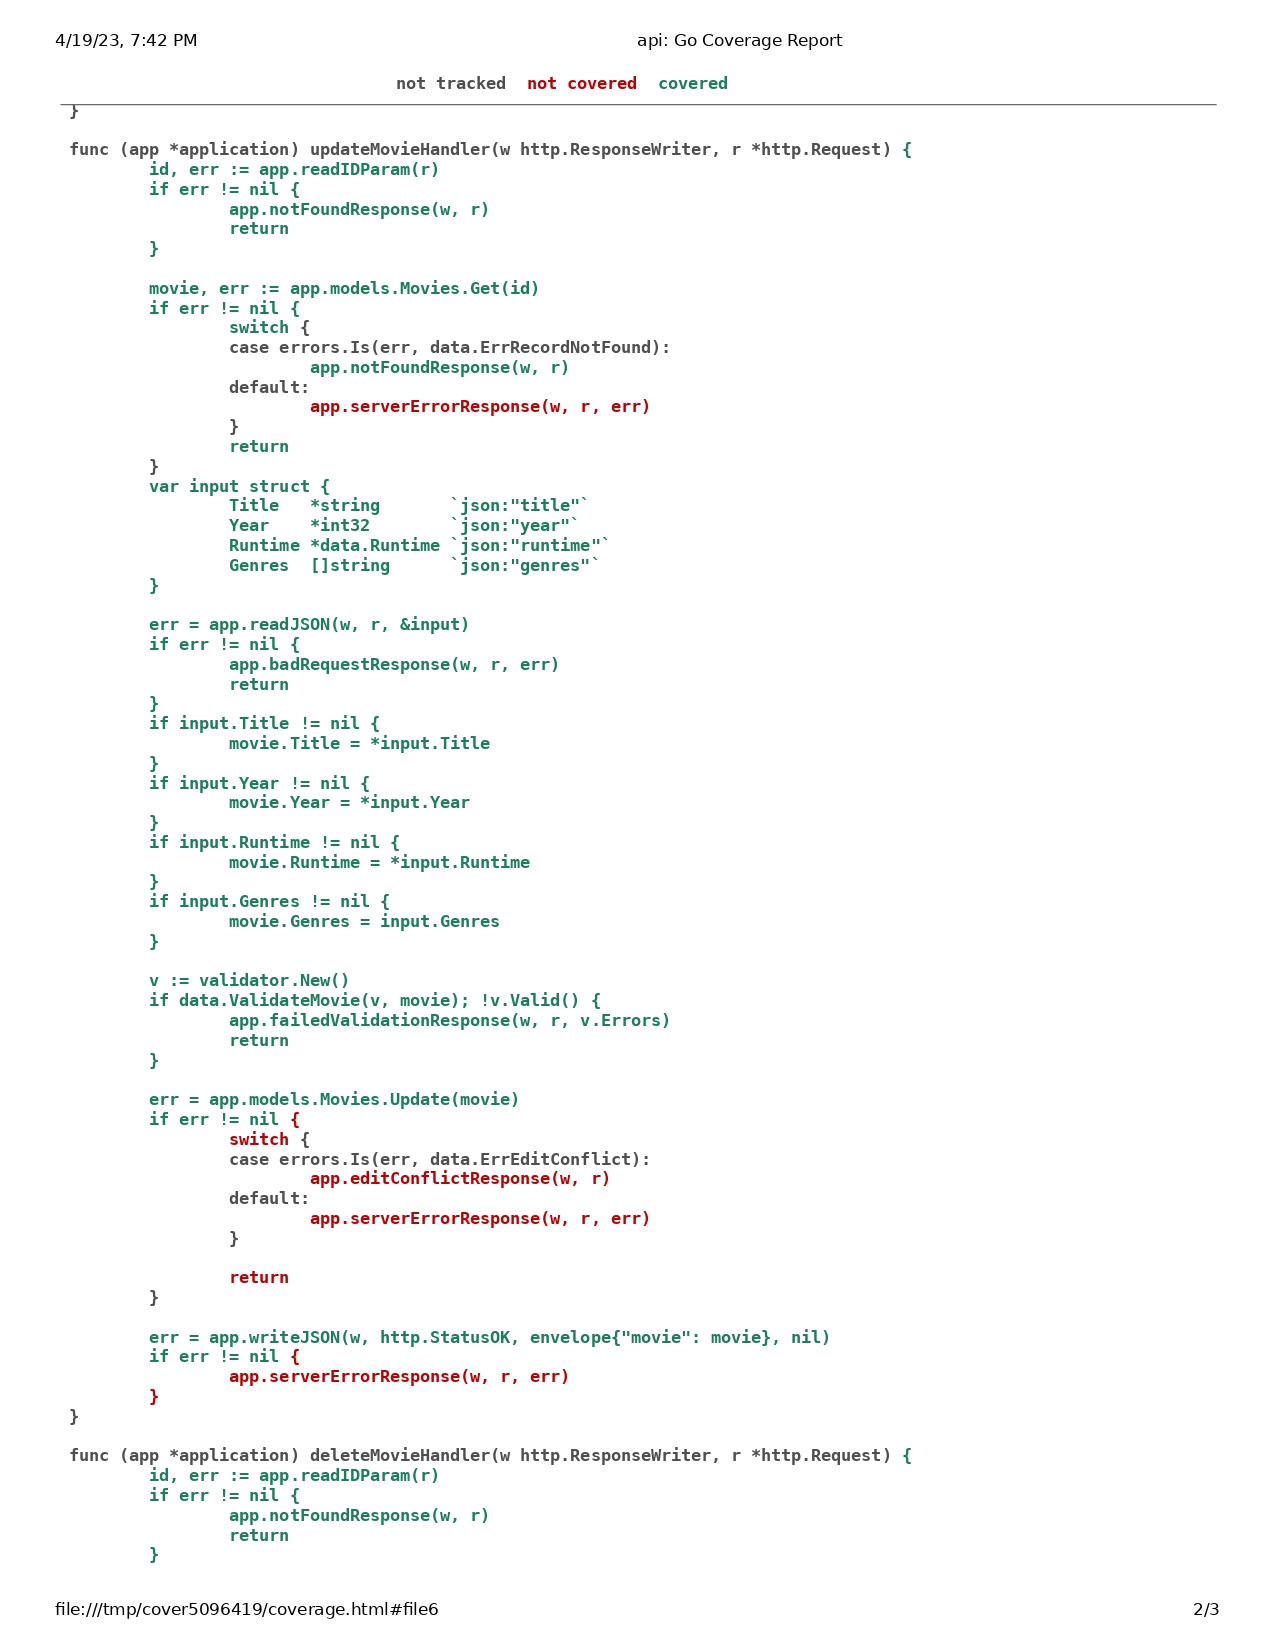 4/19/23, 7:42 PM api: Go Coverage Report
not tracked not covered covered
}
func (app *application) updateMovieHandler(w http.ResponseWriter, r *http.Request) {
        id, err := app.readIDParam(r)
        if err != nil {
                app.notFoundResponse(w, r)
                return
        }
        movie, err := app.models.Movies.Get(id)
        if err != nil {
                switch {
                case errors.Is(err, data.ErrRecordNotFound):
                        app.notFoundResponse(w, r)
                default:
                        app.serverErrorResponse(w, r, err)
                }
                return
        }
        var input struct {
                Title   *string       `json:"title"`
                Year    *int32        `json:"year"`
                Runtime *data.Runtime `json:"runtime"`
                Genres  []string      `json:"genres"`
        }
        err = app.readJSON(w, r, &input)
        if err != nil {
                app.badRequestResponse(w, r, err)
                return
        }
        if input.Title != nil {
                movie.Title = *input.Title
        }
        if input.Year != nil {
                movie.Year = *input.Year
        }
        if input.Runtime != nil {
                movie.Runtime = *input.Runtime
        }
        if input.Genres != nil {
                movie.Genres = input.Genres
        }
        v := validator.New()
        if data.ValidateMovie(v, movie); !v.Valid() {
                app.failedValidationResponse(w, r, v.Errors)
                return
        }
        err = app.models.Movies.Update(movie)
        if err != nil {
                switch {
                case errors.Is(err, data.ErrEditConflict):
                        app.editConflictResponse(w, r)
                default:
                        app.serverErrorResponse(w, r, err)
                }
                return
        }
        err = app.writeJSON(w, http.StatusOK, envelope{"movie": movie}, nil)
        if err != nil {
                app.serverErrorResponse(w, r, err)
        }
}
func (app *application) deleteMovieHandler(w http.ResponseWriter, r *http.Request) {
        id, err := app.readIDParam(r)
        if err != nil {
                app.notFoundResponse(w, r)
                return
        }
file:///tmp/cover5096419/coverage.html#file6 2/3